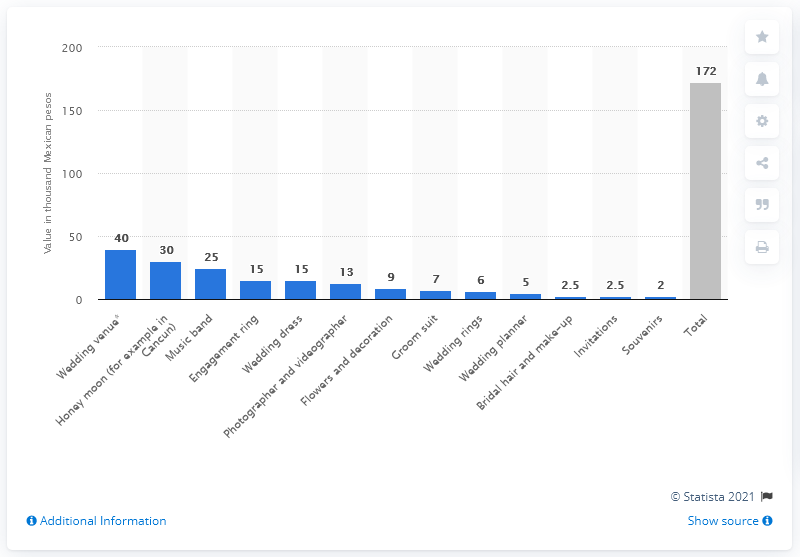 Value in thousand Mexican pesos
200
150
100
50
0
40
30
25
15
15
13
9
7
6
5
2.5
2.5
2
172
Wedding venue*
Honey moon (for example in
Cancun)
Music band
Engagement ring
Wedding dress
Photographer and videographer
Flowers and decoration
Groom suit
Wedding rings
Wedding planner
Bridal hair and make-up
Invitations
Souvenirs
Total
© Statista 2021
Additional Information
Show source